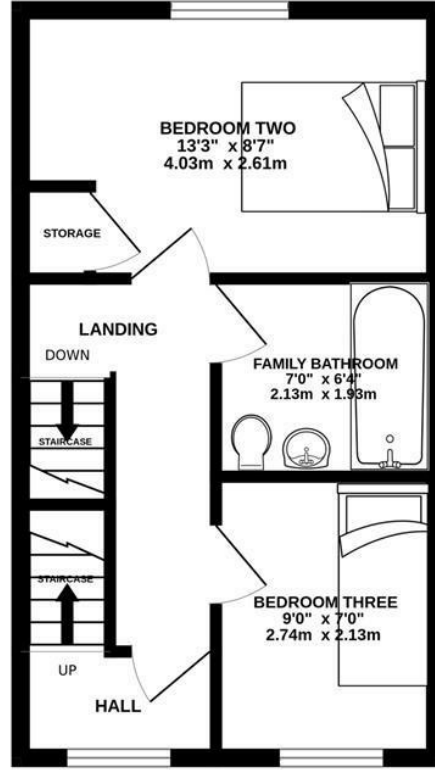 BEDROOM TWO
13'3" x 8'7"
4.03m x 2.61m
STORAGE
LANDING
DOWN
STAIRCASE
FAMILY BATHROOM
7'0" x 6'4"
2.13m x 1.93m
STAIRCASE
UP
HALL
BEDROOM THREE
9'0" x 7'0"
2.74m x 2.13m